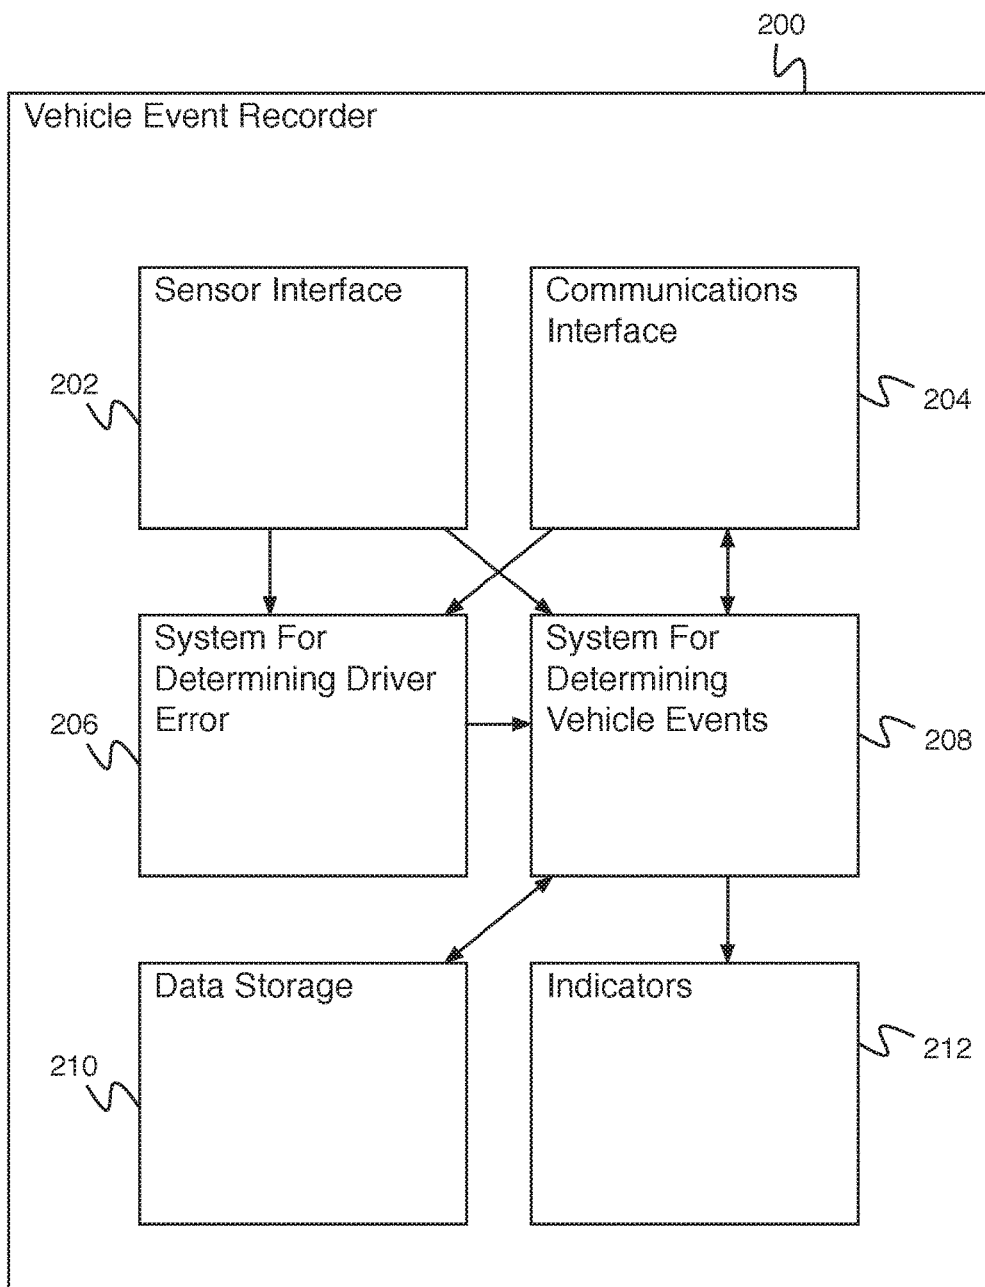 200
Vehicle Event Recorder
Sensor Interface
Communications
Interface
202
204
System For
Determining Driver
Error
System For
Determining
Vehicle Events
206
208
Data Storage
Indicators
210
212